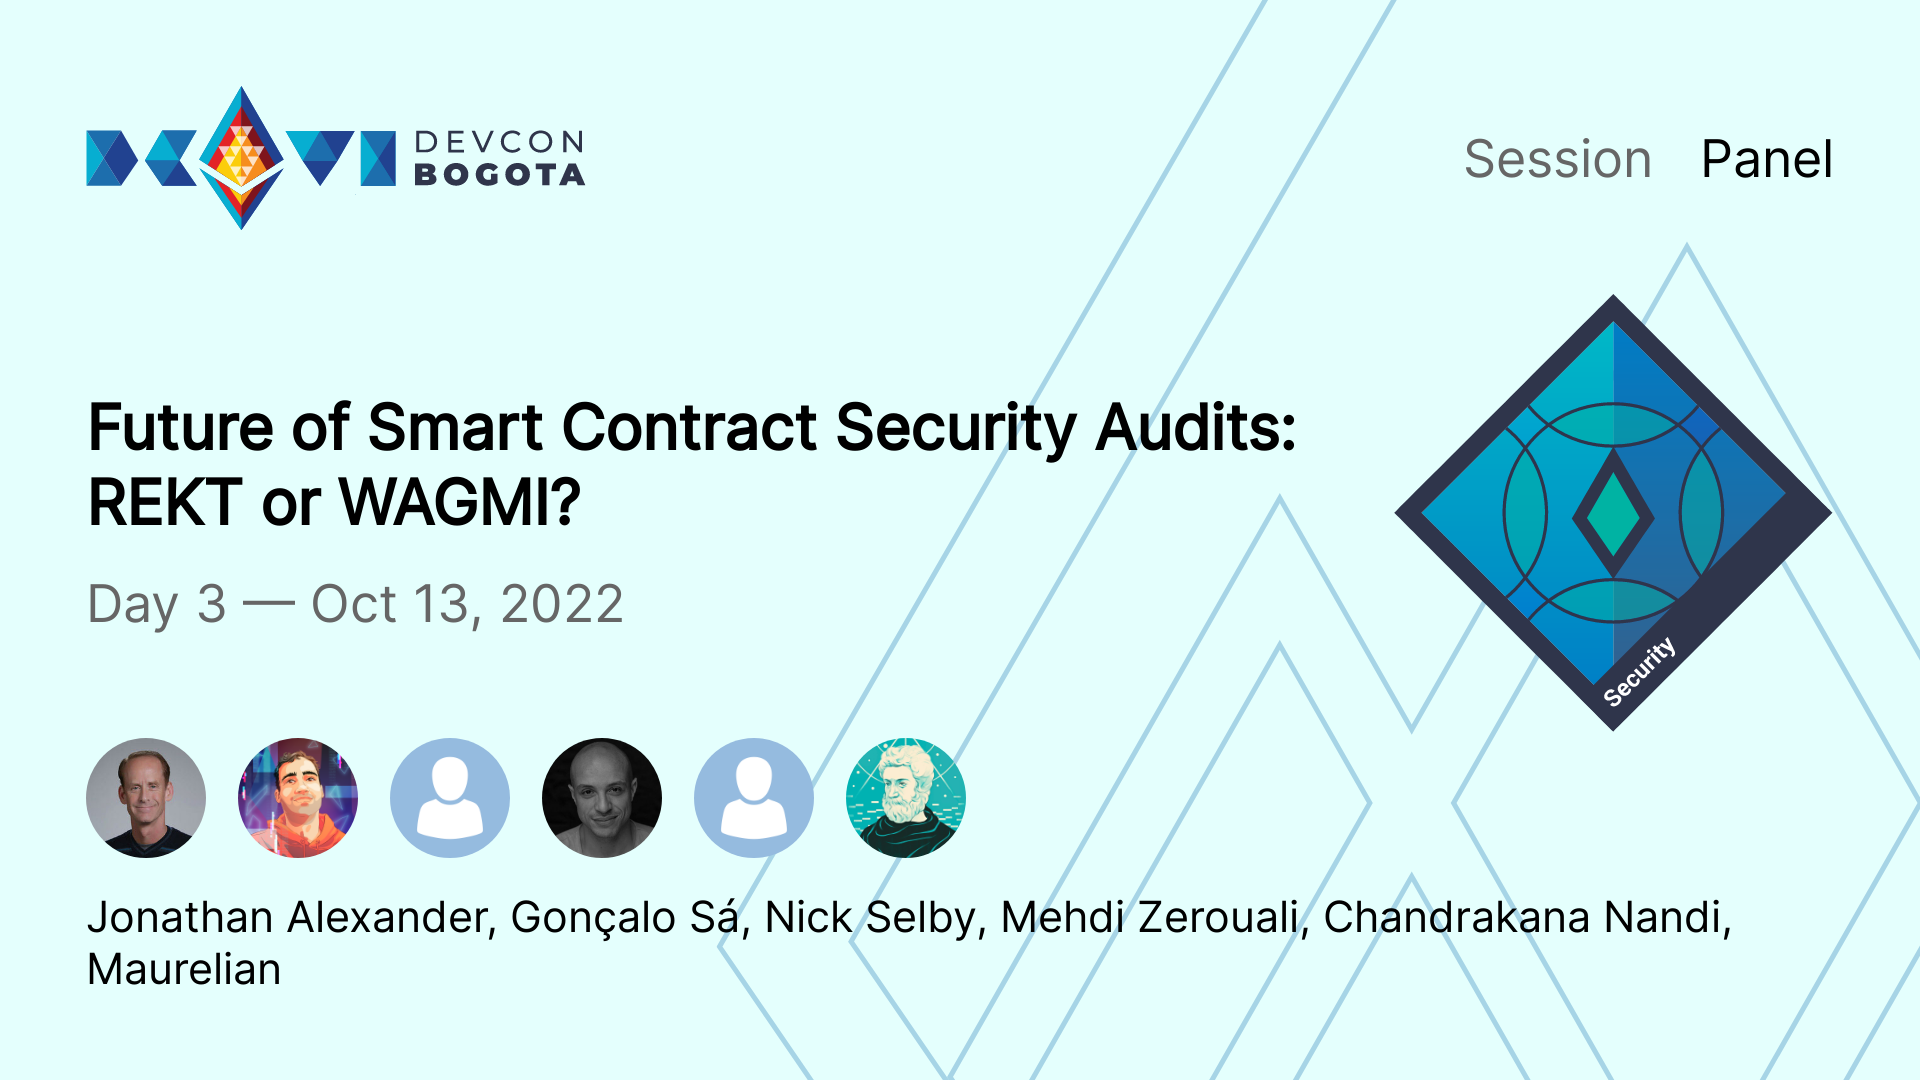 DEVCON
BOGOTA
Session Panel
Future of Smart Contract Security Audits:
REKT or WAGMI?
Day 3 — Oct 13, 2022
Security
Jonathan Alexander, Gonçalo Sá, Nick Selby, Mehdi Zerouali, Chandrakana Nandi,
Maurelian